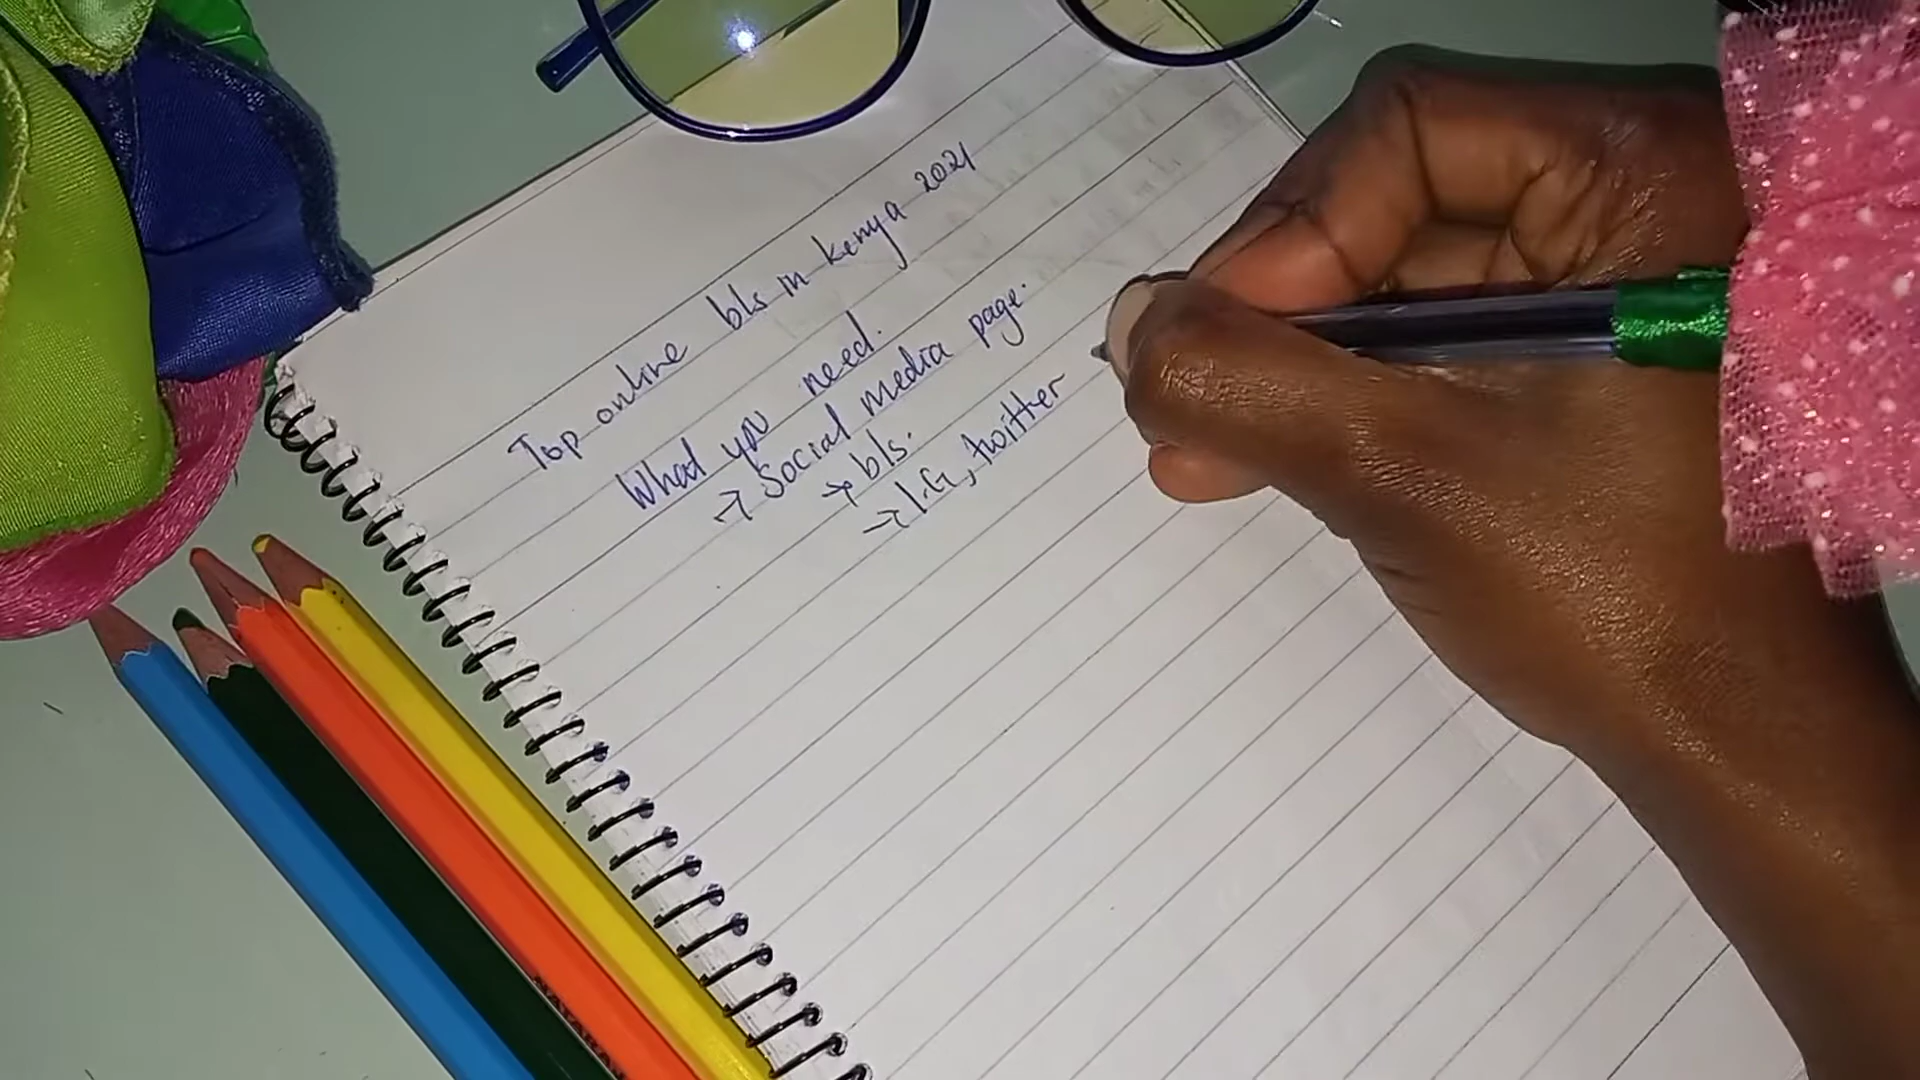 Top online bls in Kenya 2021
What you need.
→ Social media page.
→ bls.
→ I.G, twitter